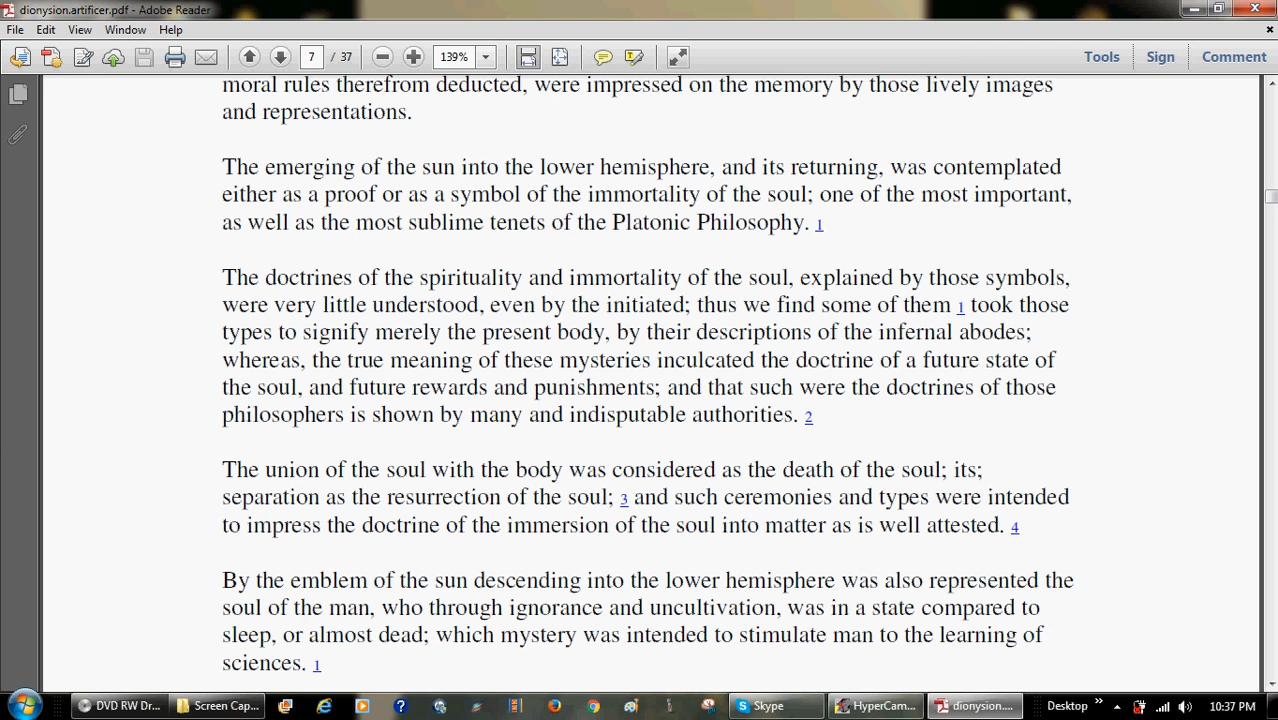 dionysion.artificer.pdf - Adobe Reader
File Edit View Window Help
7 / 37 139% Tools Sign Comment
moral rules therefrom deducted, were impressed on the memory by those lively images
and representations.
The emerging of the sun into the lower hemisphere, and its returning, was contemplated
either as a proof or as a symbol of the immortality of the soul; one of the most important,
as well as the most sublime tenets of the Platonic Philosophy. 1
The doctrines of the spirituality and immortality of the soul, explained by those symbols,
were very little understood, even by the initiated; thus we find some of them 1 took those
types to signify merely the present body, by their descriptions of the infernal abodes;
whereas, the true meaning of these mysteries inculcated the doctrine of a future state of
the soul, and future rewards and punishments; and that such were the doctrines of those
philosophers is shown by many and indisputable authorities. 2
The union of the soul with the body was considered as the death of the soul; its;
separation as the resurrection of the soul; 3 and such ceremonies and types were intended
to impress the doctrine of the immersion of the soul into matter as is well attested. 4
By the emblem of the sun descending into the lower hemisphere was also represented the
soul of the man, who through ignorance and uncultivation, was in a state compared to
sleep, or almost dead; which mystery was intended to stimulate man to the learning of
sciences. 1
DVD RW Dr... Screen Cap... Skype HyperCam... dionysion.... Desktop » 10:37 PM